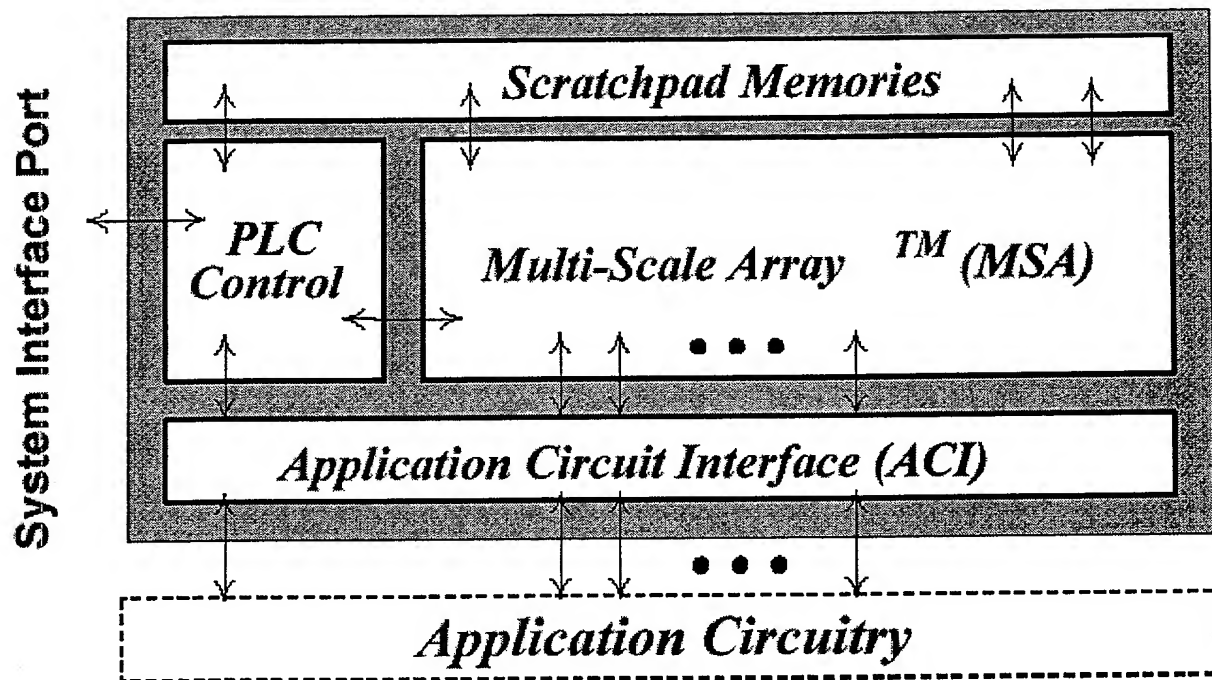 System Interface Port
Scratchpad Memories
PLC
Control
Multi-Scale Array TM (MSA)
Application Circuit Interface (ACI)
Application Circuitry